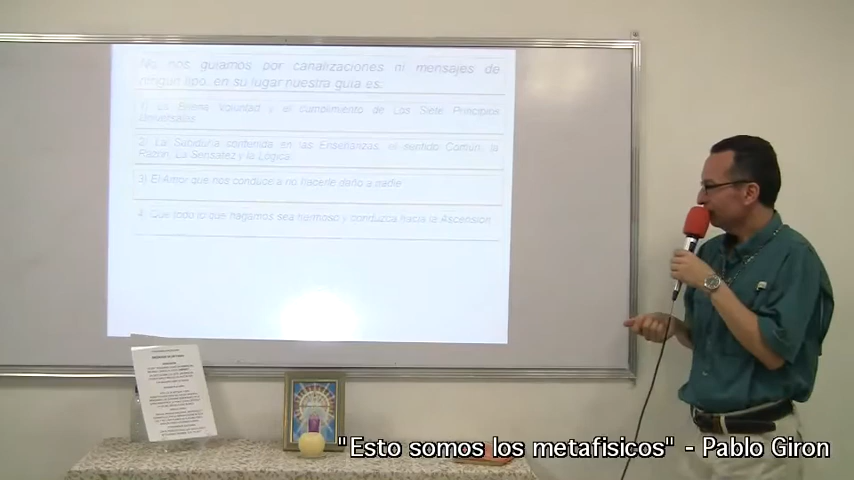 No nos guiamos por canalizaciones ni mensajes de
ningún tipo, en su lugar nuestra guía es:
1) La Buena Voluntad y el cumplimiento de Los Siete Principios
Universales
2) La Sabiduría contenida en las Enseñanzas, el sentido Común, la
Razón, La Sensatez y la Lógica
3) El Amor que nos conduce a no hacerle daño a nadie
4) Que todo lo que hagamos sea hermoso y conduzca hacia la Ascensión
"Esto somos los metafisicos" - Pablo Giron